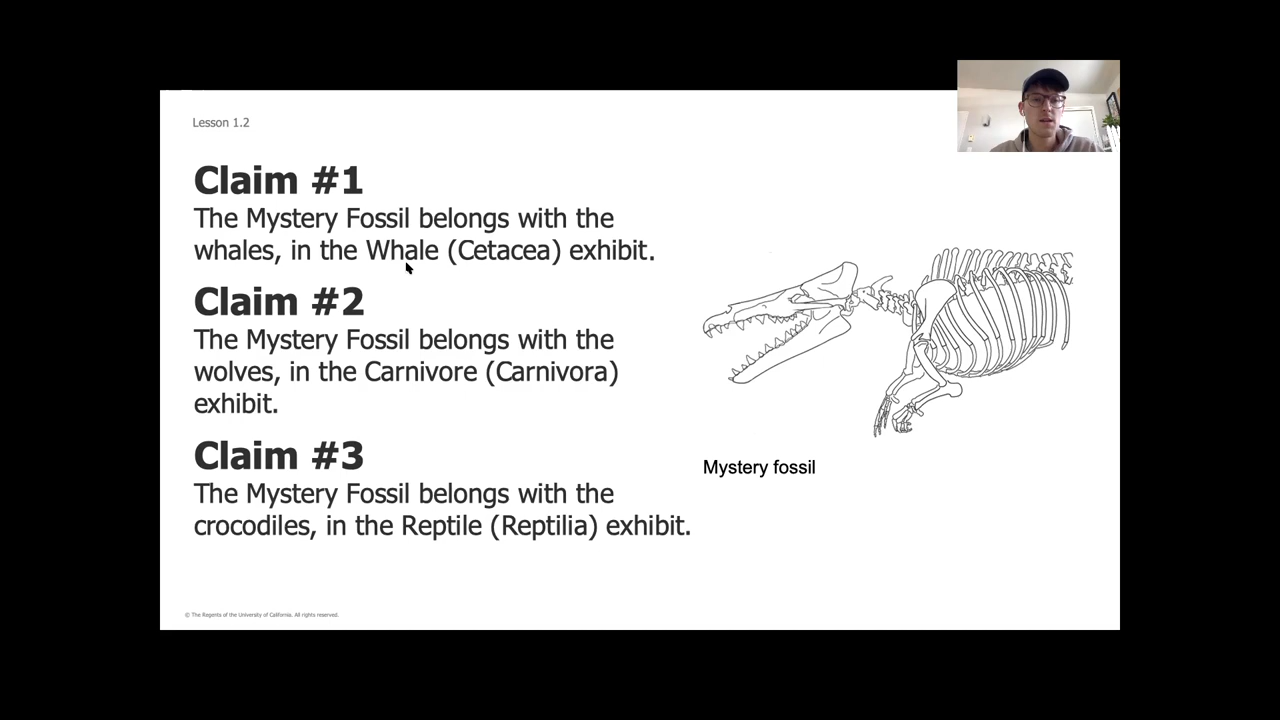 Lesson 1.2
Claim #1
The Mystery Fossil belongs with the
whales, in the Whale (Cetacea) exhibit.
Claim #2
The Mystery Fossil belongs with the
wolves, in the Carnivore (Carnivora)
exhibit.
Claim #3
The Mystery Fossil belongs with the
crocodiles, in the Reptile (Reptilia) exhibit.
Mystery fossil
© The Regents of the University of California. All rights reserved.